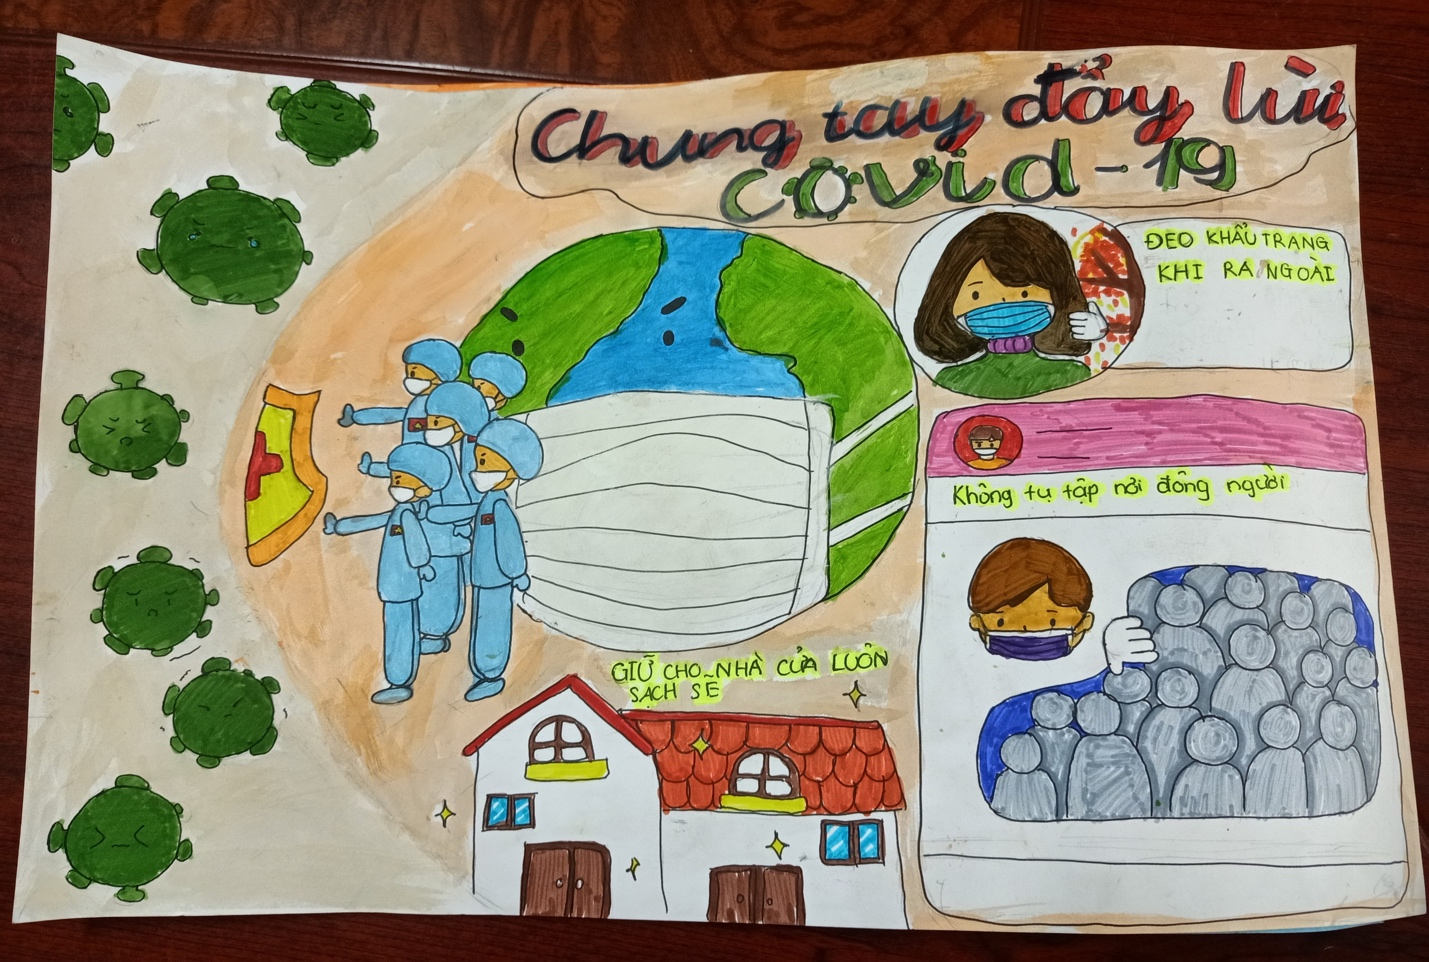 Chung tay đẩy lùi
Covid-19
ĐEO KHẨU TRANG
KHI RA NGOÀI
Không tụ tập nơi đông người
GIỮ CHO NHÀ CỬA LUÔN
SẠCH SẼ